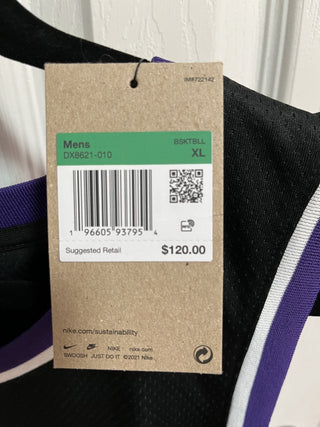 IM8722142
Mens BSKTBLL
DX8621-010 XL
1 96605 93795 4
Suggested Retail $120.00
nike.com/sustainability
NIKE nike.com
SWOOSH JUST DO IT ©2021 Nike